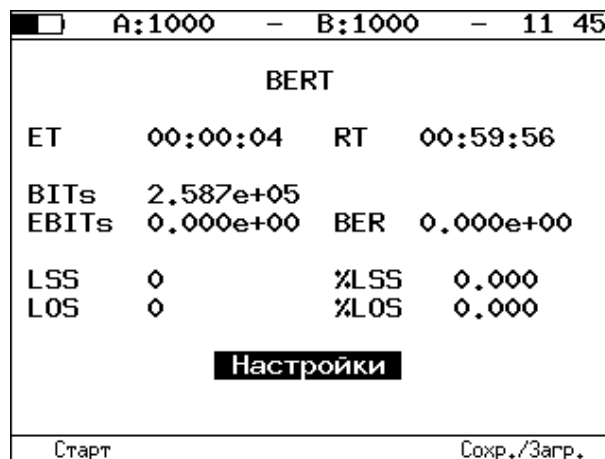 A:1000 – B:1000 – 11 45
BERT
ET 00:00:04 RT 00:59:56
BITs 2.587e+05
EBITs 0.000e+00 BER 0.000e+00
LSS 0 %LSS 0.000
LOS 0 %LOS 0.000
Настройки
Старт Сохр./Загр.